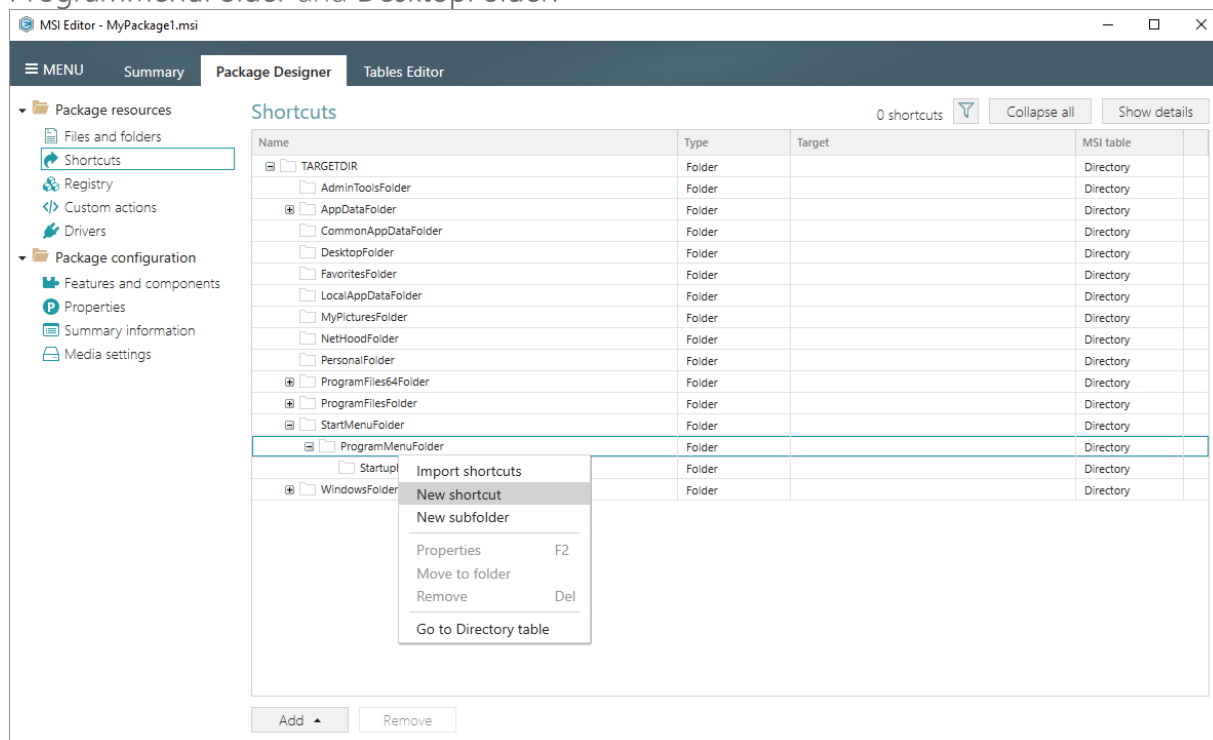 ProgramMenuFolder and DesktopFolder.
MSI Editor - MyPackage1.msi
MENU Summary Package Designer Tables Editor
Package resources
Files and folders
Shortcuts
Registry
Custom actions
Drivers
Package configuration
Features and components
Properties
Summary information
Media settings
Shortcuts
0 shortcuts Collapse all Show details
Name Type Target MSI table
TARGETDIR Folder Directory
AdminToolsFolder Folder Directory
AppDataFolder Folder Directory
CommonAppDataFolder Folder Directory
DesktopFolder Folder Directory
FavoritesFolder Folder Directory
LocalAppDataFolder Folder Directory
MyPicturesFolder Folder Directory
NetHoodFolder Folder Directory
PersonalFolder Folder Directory
ProgramFiles64Folder Folder Directory
ProgramFilesFolder Folder Directory
StartMenuFolder Folder Directory
ProgramMenuFolder Folder Directory
Folder Directory
WindowsFolder Folder Directory
Import shortcuts
New shortcut
New subfolder
Properties F2
Move to folder
Remove Del
Go to Directory table
Add Remove